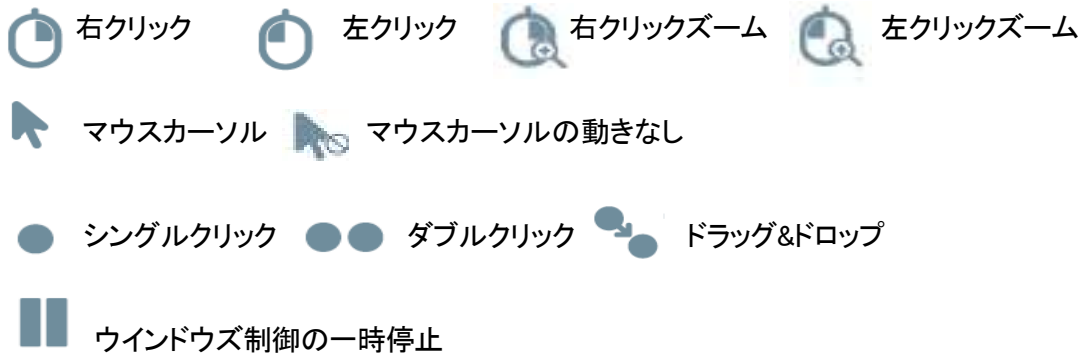 右クリック 左クリック 右クリックズーム 左クリックズーム
マウスカーソル マウスカーソルの動きなし
シングルクリック ダブルクリック ドラッグ&ドロップ
ウインドウズ制御の一時停止